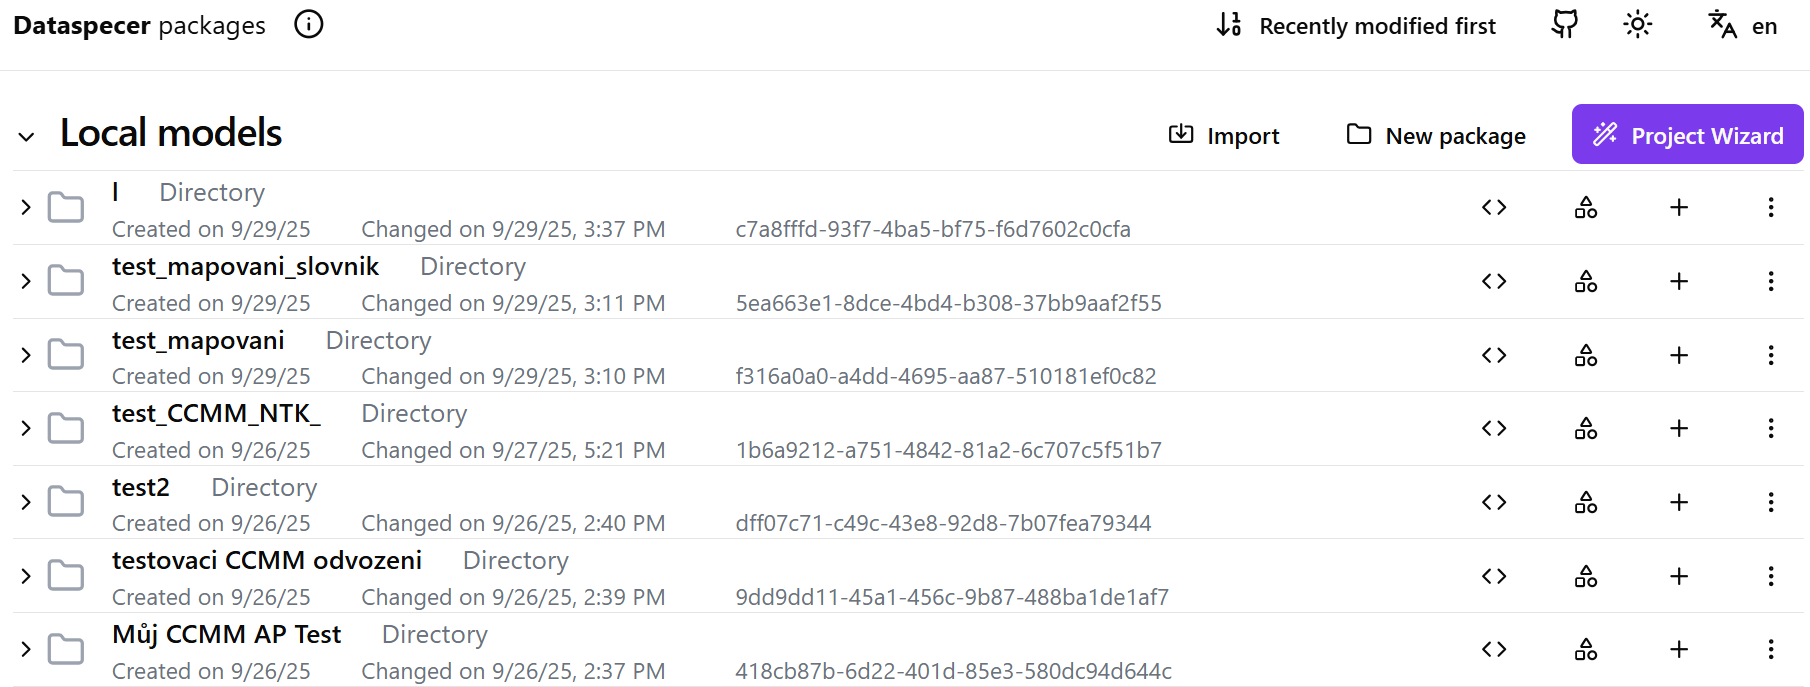 Dataspecer packages
Recently modified first
en
Local models
Import
New package
Project Wizard
l Directory
Created on 9/29/25 Changed on 9/29/25, 3:37 PM c7a8fffd-93f7-4ba5-bf75-f6d7602c0cfa
test_mapovani_slovnik Directory
Created on 9/29/25 Changed on 9/29/25, 3:11 PM 5ea663e1-8dce-4bd4-b308-37bb9aaf2f55
test_mapovani Directory
Created on 9/29/25 Changed on 9/29/25, 3:10 PM f316a0a0-a4dd-4695-aa87-510181ef0c82
test_CCMM_NTK_ Directory
Created on 9/26/25 Changed on 9/27/25, 5:21 PM 1b6a9212-a751-4842-81a2-6c707c5f51b7
test2 Directory
Created on 9/26/25 Changed on 9/26/25, 2:40 PM dff07c71-c49c-43e8-92d8-7b07fea79344
testovaci CCMM odvozeni Directory
Created on 9/26/25 Changed on 9/26/25, 2:39 PM 9dd9dd11-45a1-456c-9b87-488ba1de1af7
Můj CCMM AP Test Directory
Created on 9/26/25 Changed on 9/26/25, 2:37 PM 418cb87b-6d22-401d-85e3-580dc94d644c